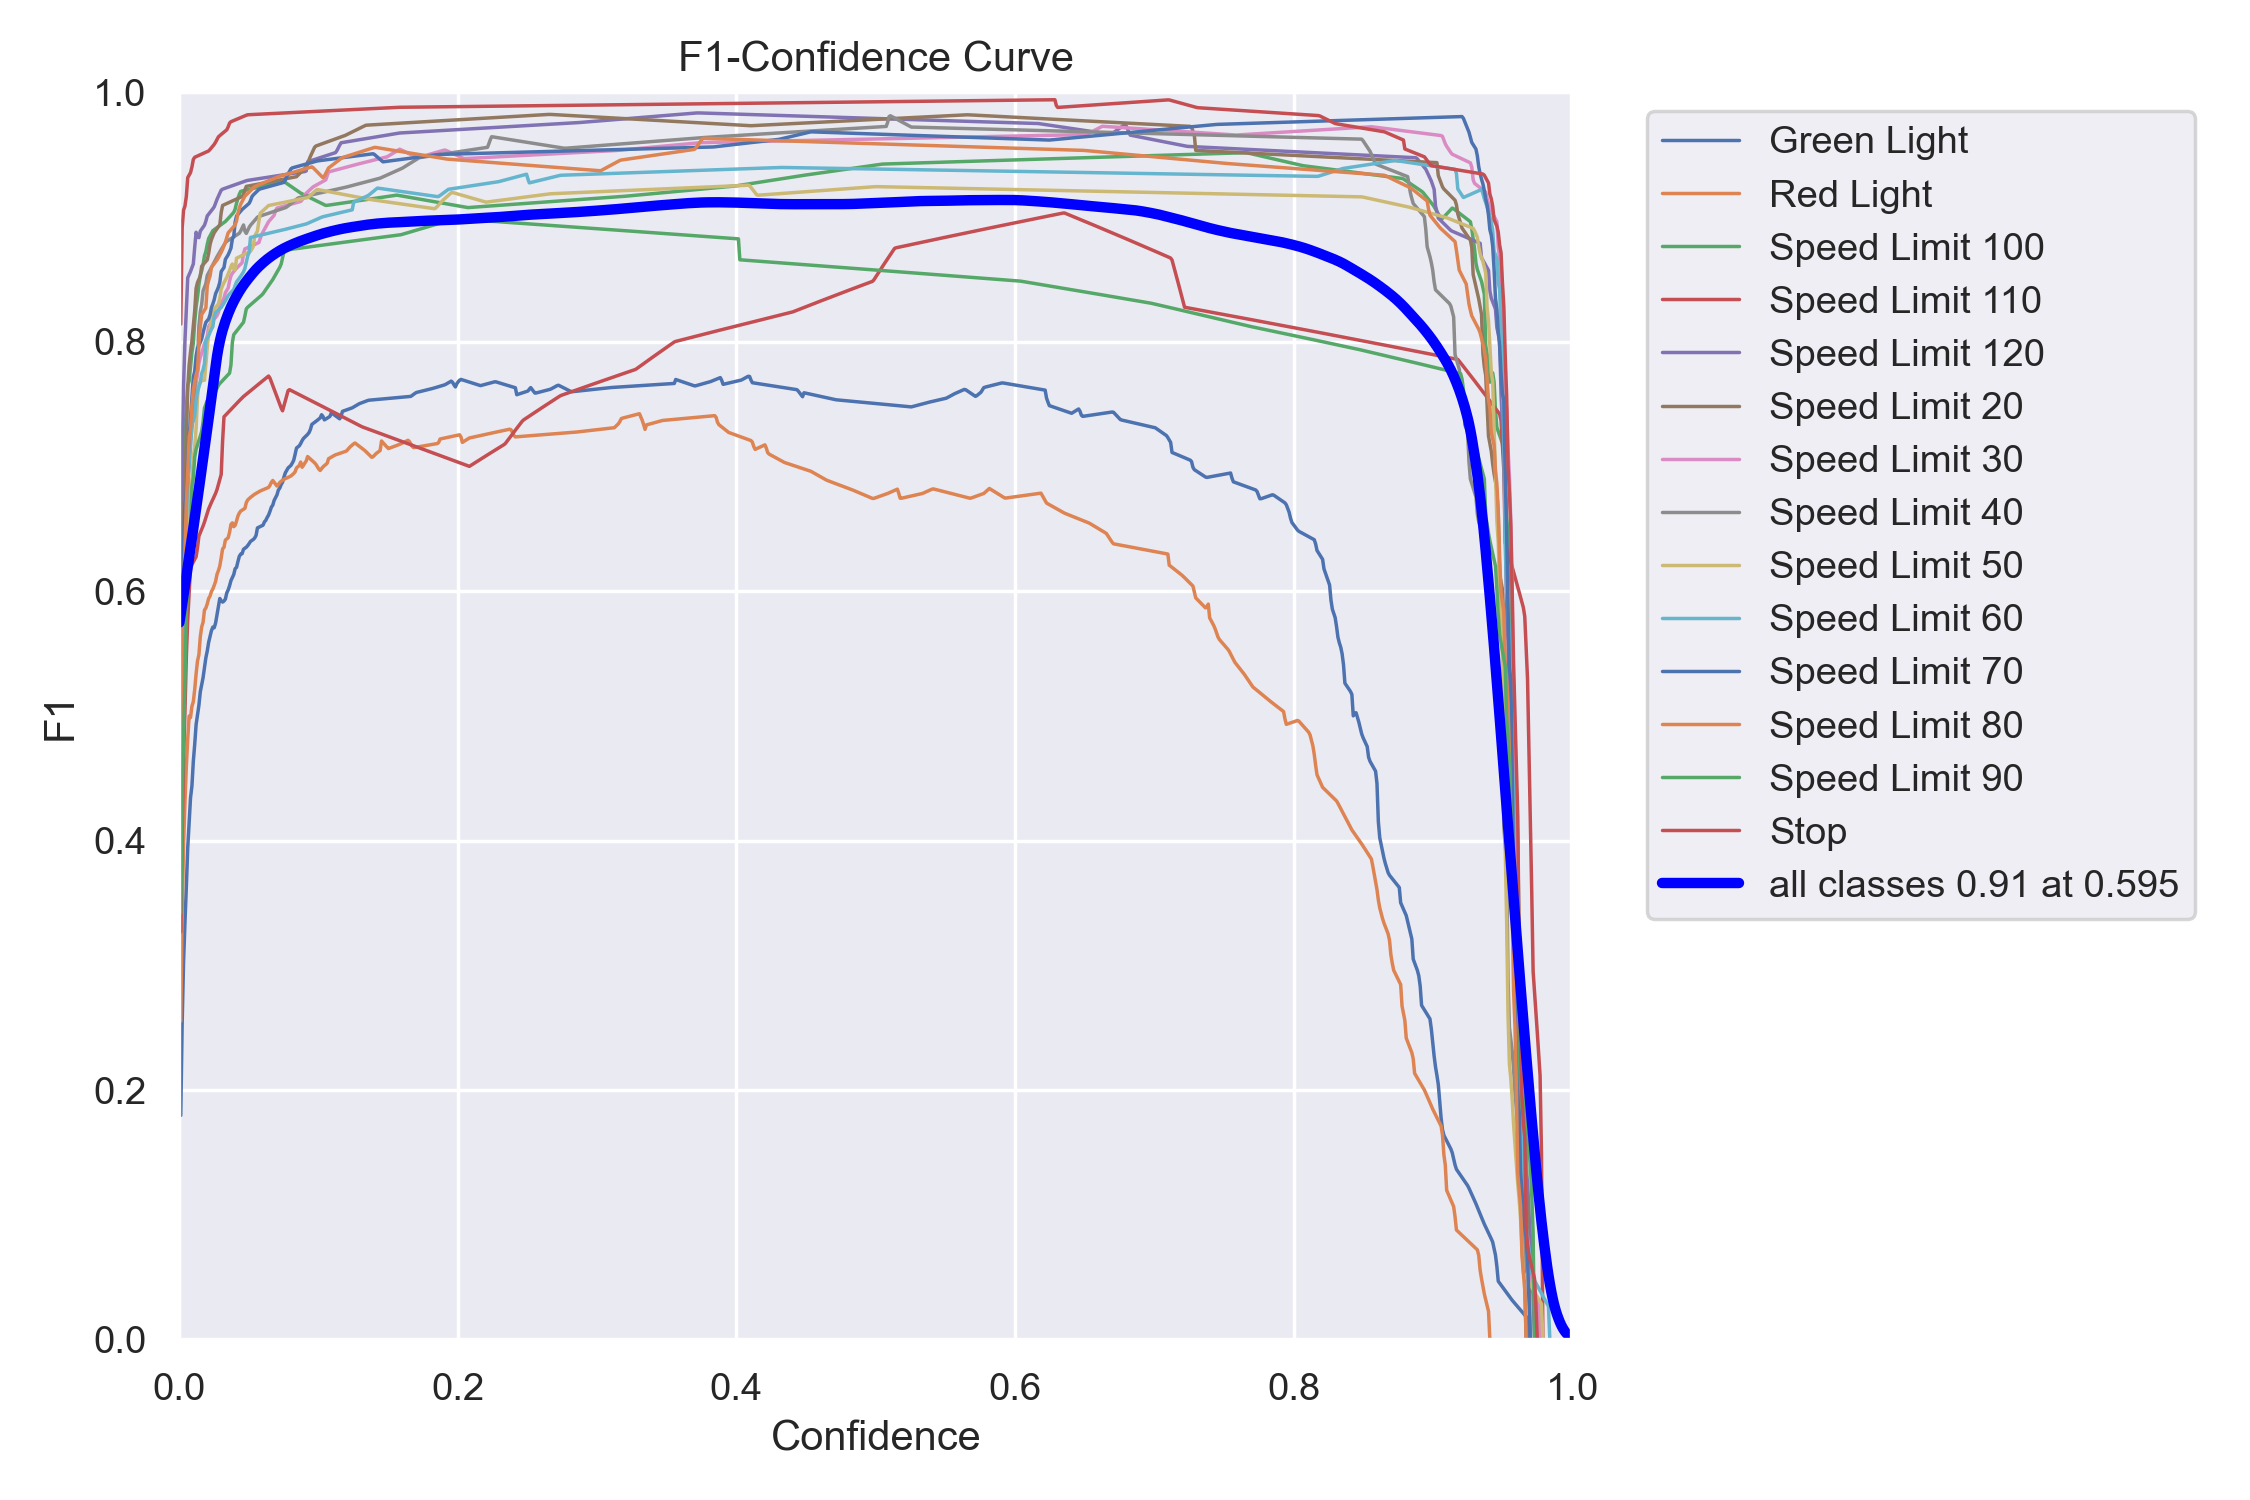 F1-Confidence Curve
1.0
0.8
0.6
0.4
0.2
0.0
F1
0.0 0.2 0.4 0.6 0.8 1.0
Confidence
Green Light
Red Light
Speed Limit 100
Speed Limit 110
Speed Limit 120
Speed Limit 20
Speed Limit 30
Speed Limit 40
Speed Limit 50
Speed Limit 60
Speed Limit 70
Speed Limit 80
Speed Limit 90
Stop
all classes 0.91 at 0.595